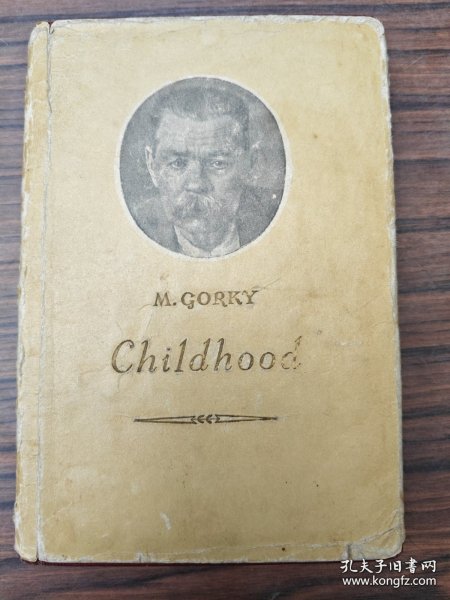 M. GORKY
Childhood
孔夫子旧书网
www.kongfz.com